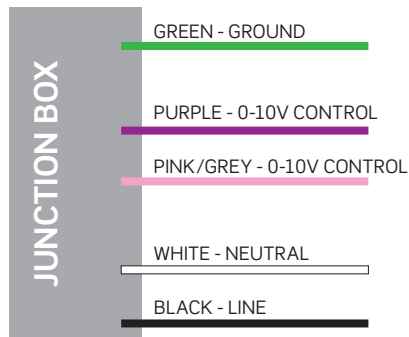 JUNCTION BOX
GREEN - GROUND
PURPLE - 0-10V CONTROL
PINK/GREY - 0-10V CONTROL
WHITE - NEUTRAL
BLACK - LINE